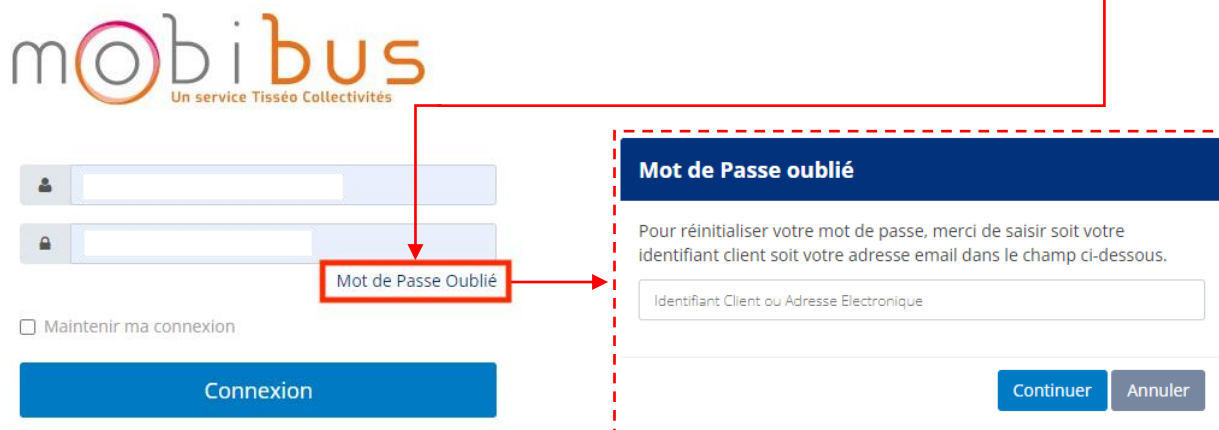 mobibus
Un service Tisséo Collectivités
Mot de Passe Oublié
Maintenir ma connexion
Connexion
Mot de Passe oublié
Pour réinitialiser votre mot de passe, merci de saisir soit votre
identifiant client soit votre adresse email dans le champ ci-dessous.
Identifiant Client ou Adresse Electronique
Continuer
Annuler